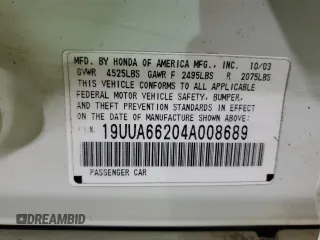 MFD. BY HONDA OF AMERICA MFG., INC. 10/03
GVWR 4525LBS GAWR F 2495LBS R 2075LBS
THIS VEHICLE CONFORMS TO ALL APPLICABLE
FEDERAL MOTOR VEHICLE SAFETY, BUMPER,
AND THEFT PREVENTION STANDARDS IN EFFECT
ON THE DATE OF MANUFACTURE SHOWN ABOVE.
V.I.N. 19UUA66204A008689
PASSENGER CAR
DREAMBID